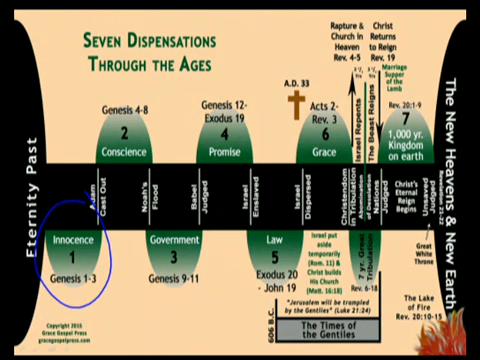 SEVEN DISPENSATIONS
THROUGH THE AGES
Rapture &
Church in
Heaven
Rev. 4-5
Christ
Returns
to Reign
Rev. 19
Marriage
Supper
of the
Lamb
A.D. 33
Genesis 4-8
2
Conscience
Genesis 12-
Exodus 19
4
Promise
Acts 2-
Rev. 3
6
Grace
Israel Repents
The Beast Reigns
Rev. 20:1-9
7
1,000 yr.
Kingdom
on earth
Eternity Past
Adam
Cast Out
Noah's
Flood
Babel
Judged
Israel
Enslaved
Israel
Dispersed
Christendom
in Tribulation
Abomination
of Desolation
Nations
Judged
Christ's
Eternal
Reign
Begins
Unsaved
Judged
Revelation 21-22
The New Heavens & New Earth
Innocence
1
Genesis 1-3
Government
3
Genesis 9-11
Law
5
Exodus 20
- John 19
Israel put
aside
temporarily
(Rom. 11) &
Christ builds
His Church
(Matt. 16:18)
7 yr. Great
Tribulation
Rev. 6-18
Great
White
Throne
"Jerusalem will be trampled
by the Gentiles" (Luke 21:24)
606 B.C.
The Times of
the Gentiles
The Lake
of Fire
Rev. 20:10-15
Copyright 2015
Grace Gospel Press
gracegospelpress.com